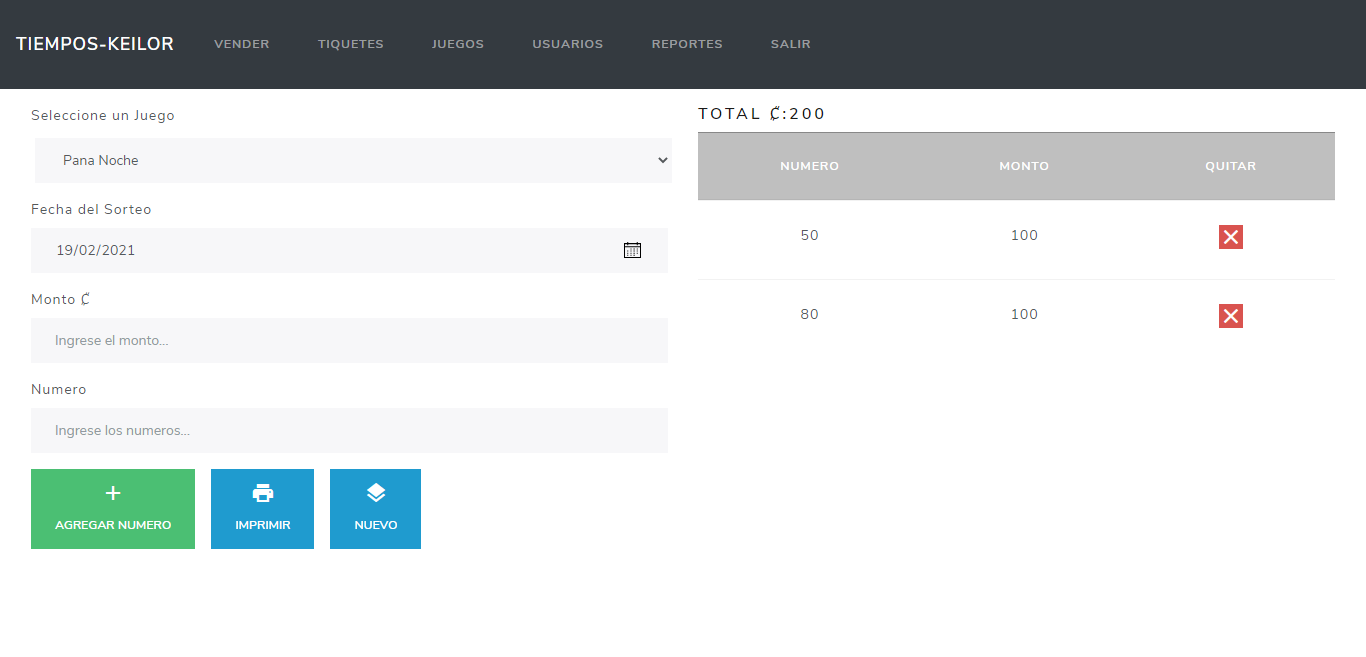 TIEMPOS-KEILOR VENDER TIQUETES JUEGOS USUARIOS REPORTES SALIR
Seleccione un Juego
Pana Noche
Fecha del Sorteo
19/02/2021
Monto ₡
Ingrese el monto...
Numero
Ingrese los numeros...
AGREGAR NUMERO IMPRIMIR NUEVO
TOTAL ₡:200
NUMERO MONTO QUITAR
50 100
80 100